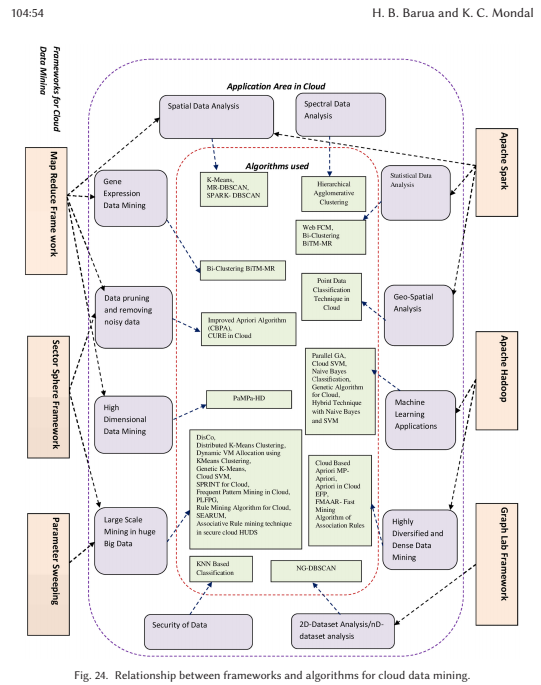 104:54
H. B. Barua and K. C. Mondal
Frameworks for Cloud
Data Minina
Application Area in Cloud
Spatial Data Analysis
Spectral Data
Analysis
Algorithms used
Map Reduce Frame work
Apache Spark
Gene
Expression
Data Mining
K-Means,
MR-DBSCAN,
SPARK- DBSCAN
Hierarchical
Agglomerative
Clustering
Statistical Data
Analysis
Web FCM,
Bi-Clustering
BiTM-MR
Bi-Clustering BiTM-MR
Point Data
Classification
Technique in
Cloud
Geo-Spatial
Analysis
Data pruning
and removing
noisy data
Improved Apriori Algorithm
(CBPA),
CURE in Cloud
Sector Sphere Framework
Apache Hadoop
Parallel GA,
Cloud SVM,
Naive Bayes
Classification,
Genetic Algorithm
for Cloud,
Hybrid Technique
with Naive Bayes
and SVM
Machine
Learning
Applications
High
Dimensional
Data Mining
PaMPa-HD
DisCo,
Distributed K-Means Clustering,
Dynamic VM Allocation using
KMeans Clustering,
Genetic K-Means,
Cloud SVM,
SPRINT for Cloud,
Frequent Pattern Mining in Cloud,
PLFPG,
Rule Mining Algorithm for Cloud,
SEARUM,
Associative Rule mining technique
in secure cloud HUDS
Cloud Based
Apriori MP-
Apriori,
Apriori in Cloud
EFP,
FMAAR- Fast
Mining
Algorithm of
Association Rules
Parameter Sweeping
Large Scale
Mining in huge
Big Data
Highly
Diversified and
Dense Data
Mining
Graph Lab Framework
KNN Based
Classification
NG-DBSCAN
Security of Data
2D-Dataset Analysis/nD-
dataset analysis
Fig. 24. Relationship between frameworks and algorithms for cloud data mining.